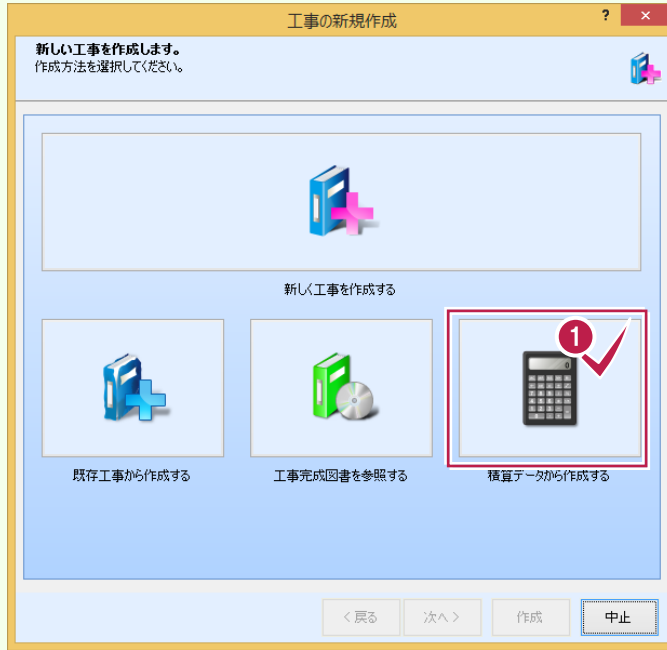 工事の新規作成
? ×
新しい工事を作成します。
作成方法を選択してください。
新しく工事を作成する
1
0
既存工事から作成する
工事完成図書を参照する
積算データから作成する
< 戻る
次へ >
作成
中止